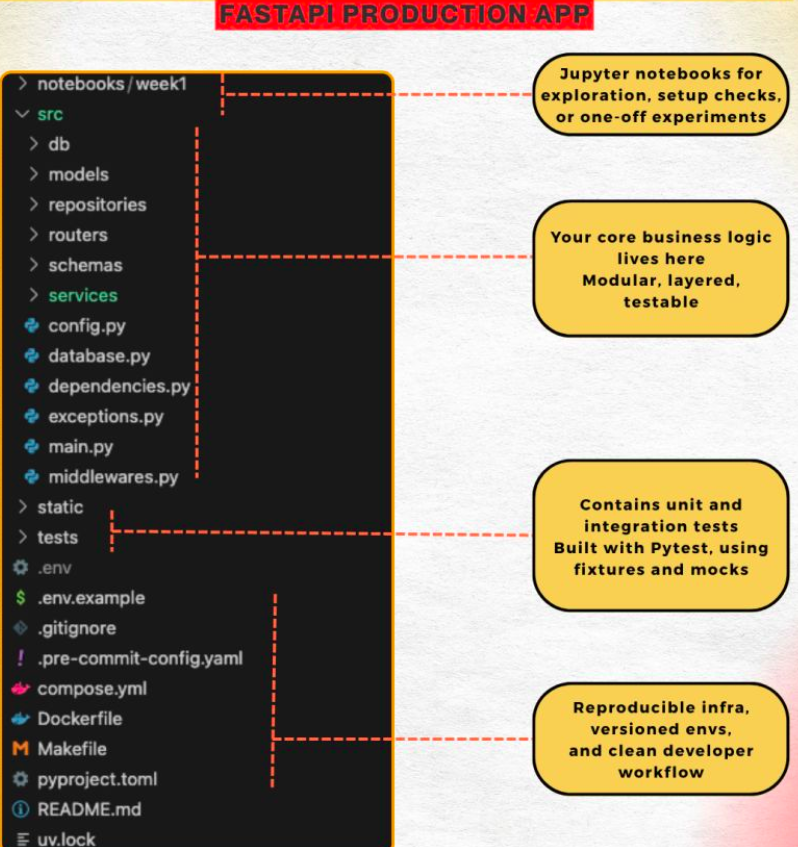 FASTAPI PRODUCTION APP
notebooks/week1
src
db
models
repositories
routers
schemas
services
config.py
database.py
dependencies.py
exceptions.py
main.py
middlewares.py
static
tests
.env
$ .env.example
.gitignore
! .pre-commit-config.yaml
compose.yml
Dockerfile
M Makefile
pyproject.toml
README.md
uv.lock
Jupyter notebooks for
exploration, setup checks,
or one-off experiments
Your core business logic
lives here
Modular, layered,
testable
Contains unit and
integration tests
Built with Pytest, using
fixtures and mocks
Reproducible infra,
versioned envs,
and clean developer
workflow